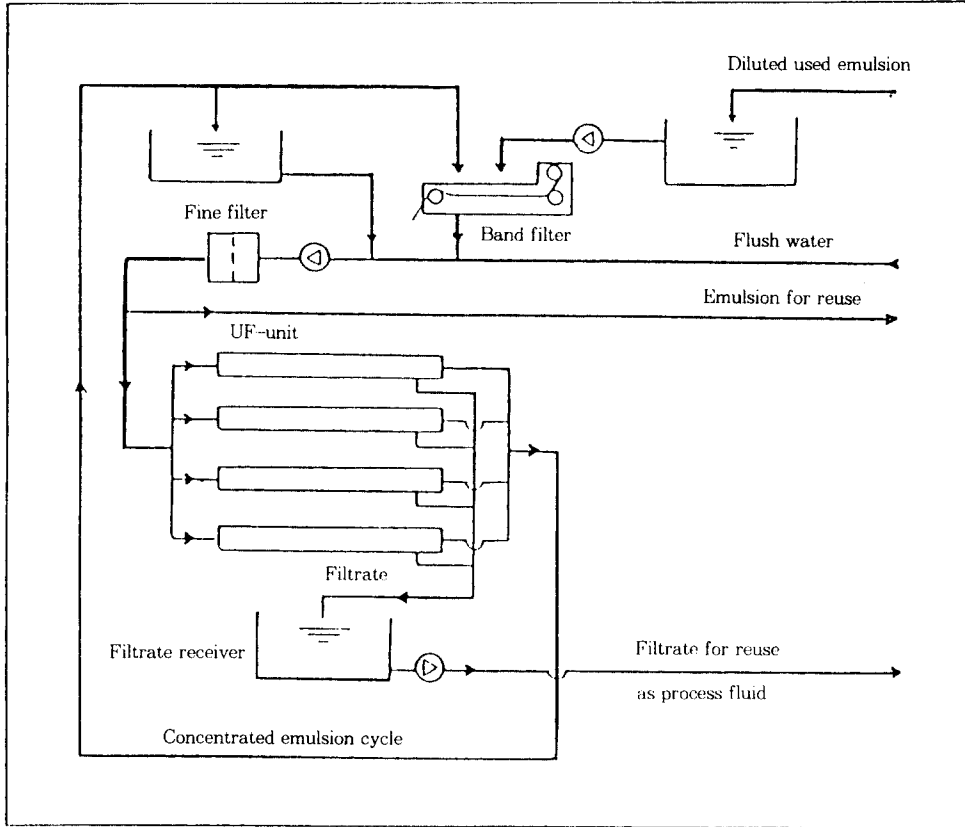 Diluted used emulsion
Fine filter
Band filter
Flush water
Emulsion for reuse
UF-unit
Filtrate
Filtrate receiver
Filtrate for reuse
as process fluid
Concentrated emulsion cycle